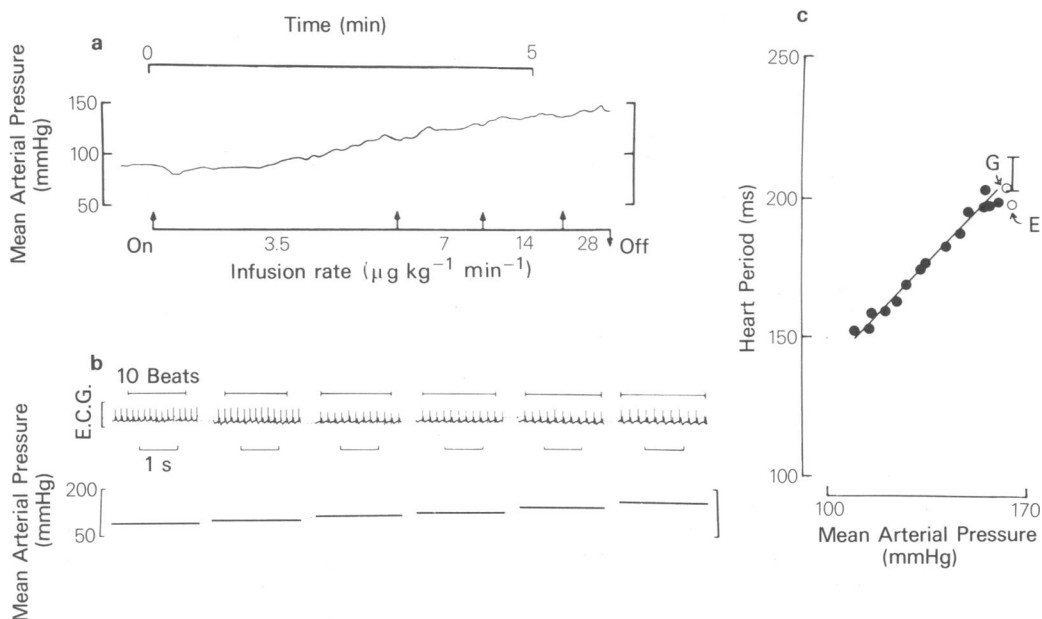 a
Time (min)
0 5
Mean Arterial Pressure
(mmHg)
150
100
50
On 3.5 7 14 28 Off
Infusion rate (μg kg⁻¹ min⁻¹)
b
10 Beats
E.C.G.
1 s
Mean Arterial Pressure
(mmHg)
200
50
c
Heart Period (ms)
250
200
150
100
G
E
100 170
Mean Arterial Pressure
(mmHg)